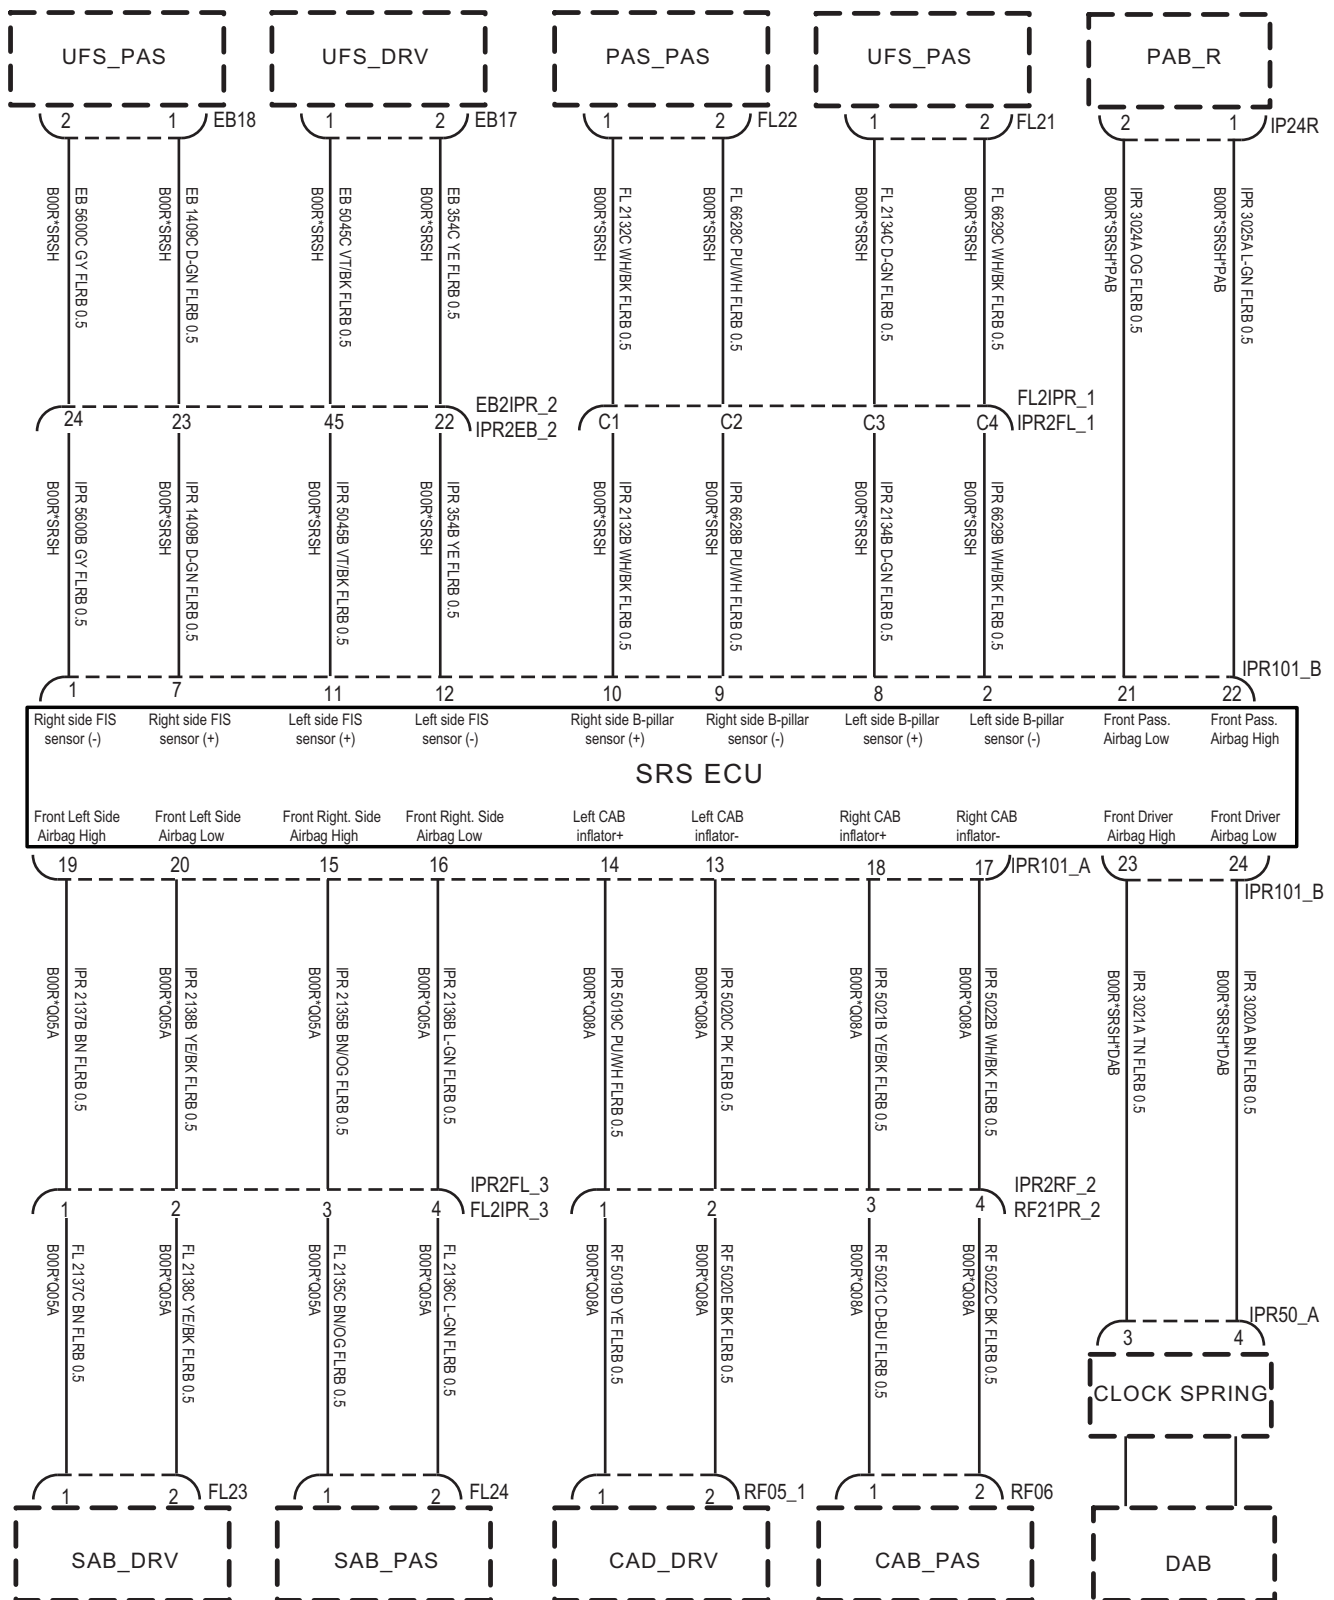 UFS_PAS
UFS_DRV
PAS_PAS
UFS_PAS
PAB_R
2 1 EB18
1 2 EB17
1 2 FL22
1 2 FL21
2 1 IP24R
EB 5600C GY FLRB 0.5
B00R*SRSH
EB 1409C D-GN FLRB 0.5
B00R*SRSH
EB 5045C VT/BK FLRB 0.5
B00R*SRSH
EB 354C YE FLRB 0.5
B00R*SRSH
FL 2132C WH/BK FLRB 0.5
B00R*SRSH
FL 6628C PU/WH FLRB 0.5
B00R*SRSH
FL 2134C D-GN FLRB 0.5
B00R*SRSH
FL 6629C WH/BK FLRB 0.5
B00R*SRSH
IPR 3024A OG FLRB 0.5
B00R*SRSH*PAB
IPR 3025A L-GN FLRB 0.5
B00R*SRSH*PAB
24 23 45 22
EB2IPR_2
IPR2EB_2
C1 C2 C3 C4
FL2IPR_1
IPR2FL_1
IPR 5600B GY FLRB 0.5
B00R*SRSH
IPR 1409B D-GN FLRB 0.5
B00R*SRSH
IPR 5045B VT/BK FLRB 0.5
B00R*SRSH
IPR 354B YE FLRB 0.5
B00R*SRSH
IPR 2132B WH/BK FLRB 0.5
B00R*SRSH
IPR 6628B PU/WH FLRB 0.5
B00R*SRSH
IPR 2134B D-GN FLRB 0.5
B00R*SRSH
IPR 6629B WH/BK FLRB 0.5
B00R*SRSH
1 7 11 12 10 9 8 2 21 22
IPR101_B
Right side FIS
sensor (-)
Right side FIS
sensor (+)
Left side FIS
sensor (+)
Left side FIS
sensor (-)
Right side B-pillar
sensor (+)
Right side B-pillar
sensor (-)
Left side B-pillar
sensor (+)
Left side B-pillar
sensor (-)
Front Pass.
Airbag Low
Front Pass.
Airbag High
SRS ECU
Front Left Side
Airbag High
Front Left Side
Airbag Low
Front Right. Side
Airbag High
Front Right. Side
Airbag Low
Left CAB
inflator+
Left CAB
inflator-
Right CAB
inflator+
Right CAB
inflator-
Front Driver
Airbag High
Front Driver
Airbag Low
19 20 15 16 14 13 18 17 IPR101_A
23 24
IPR101_B
IPR 2137B BN FLRB 0.5
B00R*Q05A
IPR 2138B YE/BK FLRB 0.5
B00R*Q05A
IPR 2135B BN/OG FLRB 0.5
B00R*Q05A
IPR 2136B L-GN FLRB 0.5
B00R*Q05A
IPR 5019C PU/WH FLRB 0.5
B00R*Q08A
IPR 5020C PK FLRB 0.5
B00R*Q08A
IPR 5021B YE/BK FLRB 0.5
B00R*Q08A
IPR 5022B WH/BK FLRB 0.5
B00R*Q08A
IPR 3021A TN FLRB 0.5
B00R*SRSH*DAB
IPR 3020A BN FLRB 0.5
B00R*SRSH*DAB
1 2 3 4
IPR2FL_3
FL2IPR_3
1 2 3 4
IPR2RF_2
RF21PR_2
FL 2137C BN FLRB 0.5
B00R*Q05A
FL 2138C YE/BK FLRB 0.5
B00R*Q05A
FL 2135C BN/OG FLRB 0.5
B00R*Q05A
FL 2136C L-GN FLRB 0.5
B00R*Q05A
RF 5019D YE FLRB 0.5
B00R*Q08A
RF 5020E BK FLRB 0.5
B00R*Q08A
RF 5021C D-BU FLRB 0.5
B00R*Q08A
RF 5022C BK FLRB 0.5
B00R*Q08A
IPR50_A
3 4
CLOCK SPRING
1 2 FL23
1 2 FL24
1 2 RF05_1
1 2 RF06
SAB_DRV
SAB_PAS
CAD_DRV
CAB_PAS
DAB